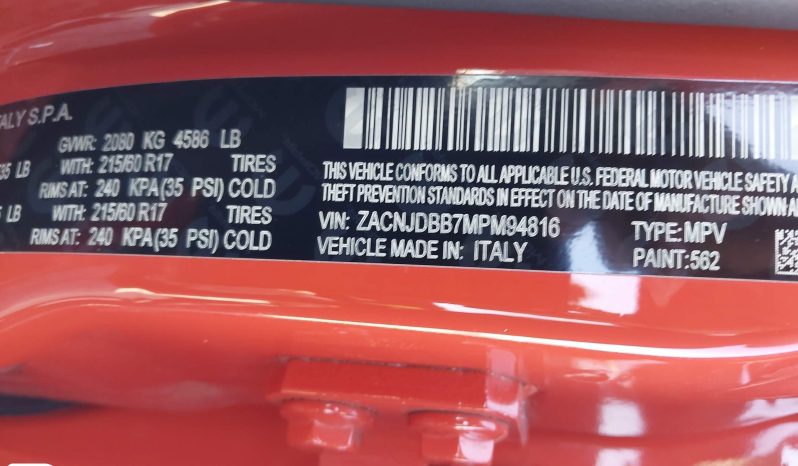 ITALY S.P.A.
GVWR: 2080 KG 4586 LB
LB WITH: 215/60 R17 TIRES
RIMS AT: 240 KPA(35 PSI) COLD
LB WITH: 215/60 R17 TIRES
RIMS AT: 240 KPA(35 PSI) COLD
THIS VEHICLE CONFORMS TO ALL APPLICABLE U.S. FEDERAL MOTOR VEHICLE SAFETY
THEFT PREVENTION STANDARDS IN EFFECT ON THE DATE OF MANUFACTURE SHOWN
VIN: ZACNJDBB7MPM94816 TYPE:MPV
VEHICLE MADE IN: ITALY PAINT:562